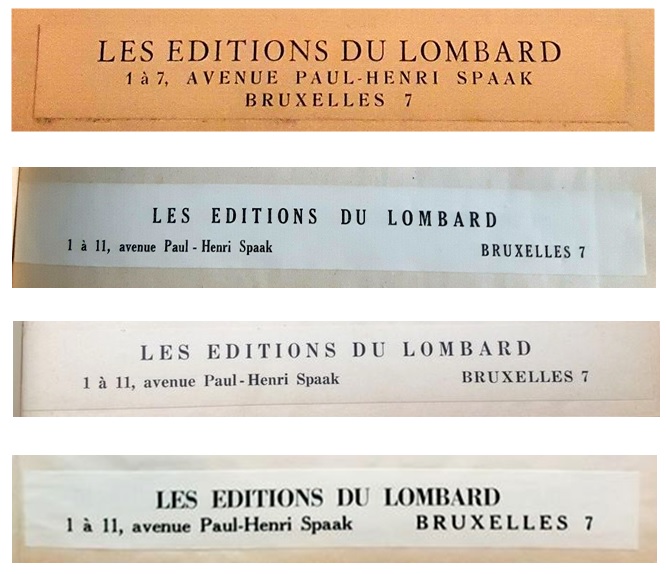 LES EDITIONS DU LOMBARD
1 à 7, AVENUE PAUL-HENRI SPAAK
BRUXELLES 7
LES EDITIONS DU LOMBARD
1 à 11, avenue Paul - Henri Spaak BRUXELLES 7
LES EDITIONS DU LOMBARD
1 à 11, avenue Paul-Henri Spaak BRUXELLES 7
LES EDITIONS DU LOMBARD
1 à 11, avenue Paul-Henri Spaak BRUXELLES 7